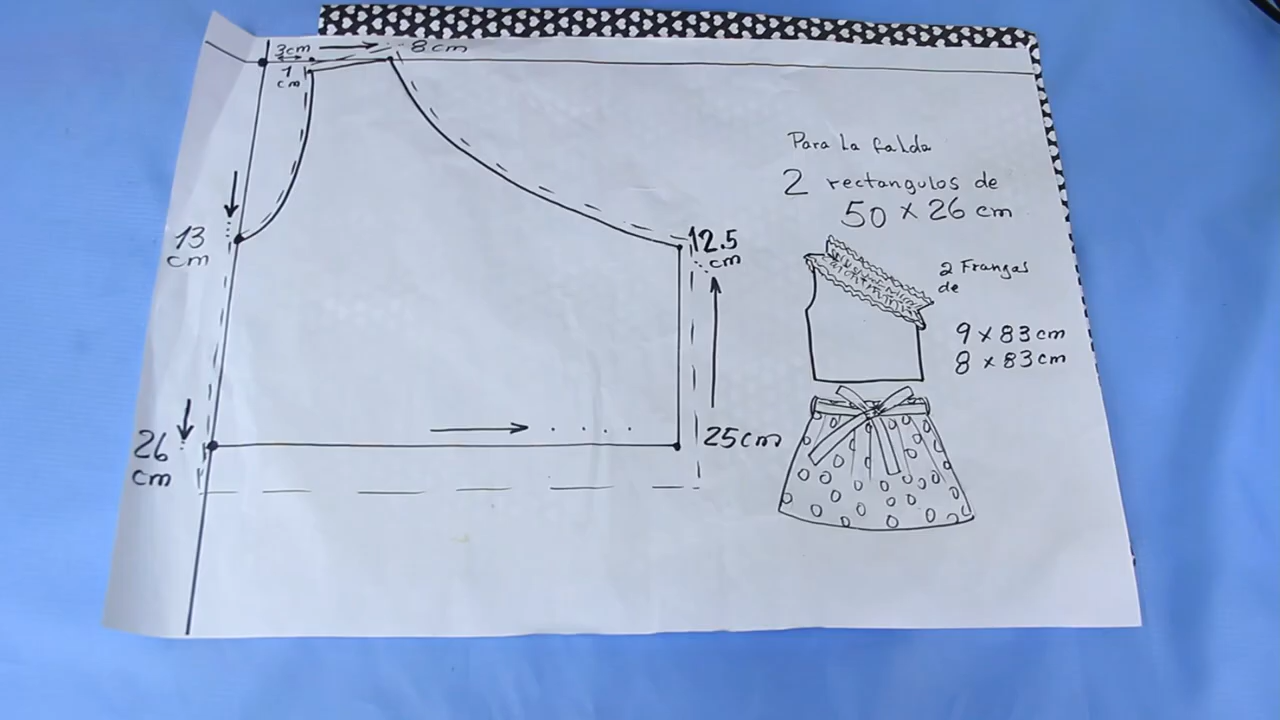 3cm
8cm
1
cm
13
cm
12.5
cm
26
cm
25cm
Para La falda
2 rectangulos de
50 x 26 cm
2 Frangas
de
9 x 83 cm
8 x 83 cm